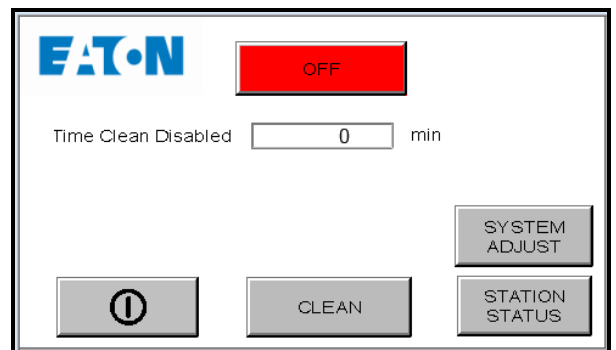 EATON
OFF
Time Clean Disabled 0 min
SYSTEM
ADJUST
CLEAN
STATION
STATUS